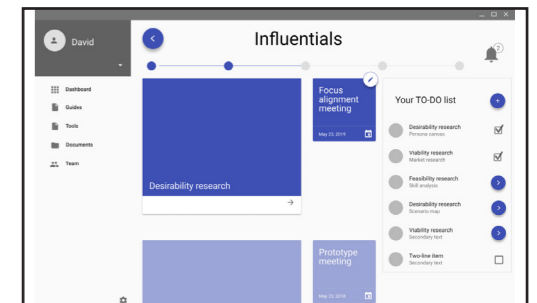 David
Influentials
2
Dashboard
Guides
Tools
Documents
Team
Desirability research
Focus
alignment
meeting
May 23, 2019
Your TO-DO list
Desirability research
Persona canvas
Viability research
Market research
Feasibility research
Skill analysis
Desirability research
Scenario map
Viability research
Secondary text
Two-line item
Secondary text
Prototype
meeting
May 23, 2019